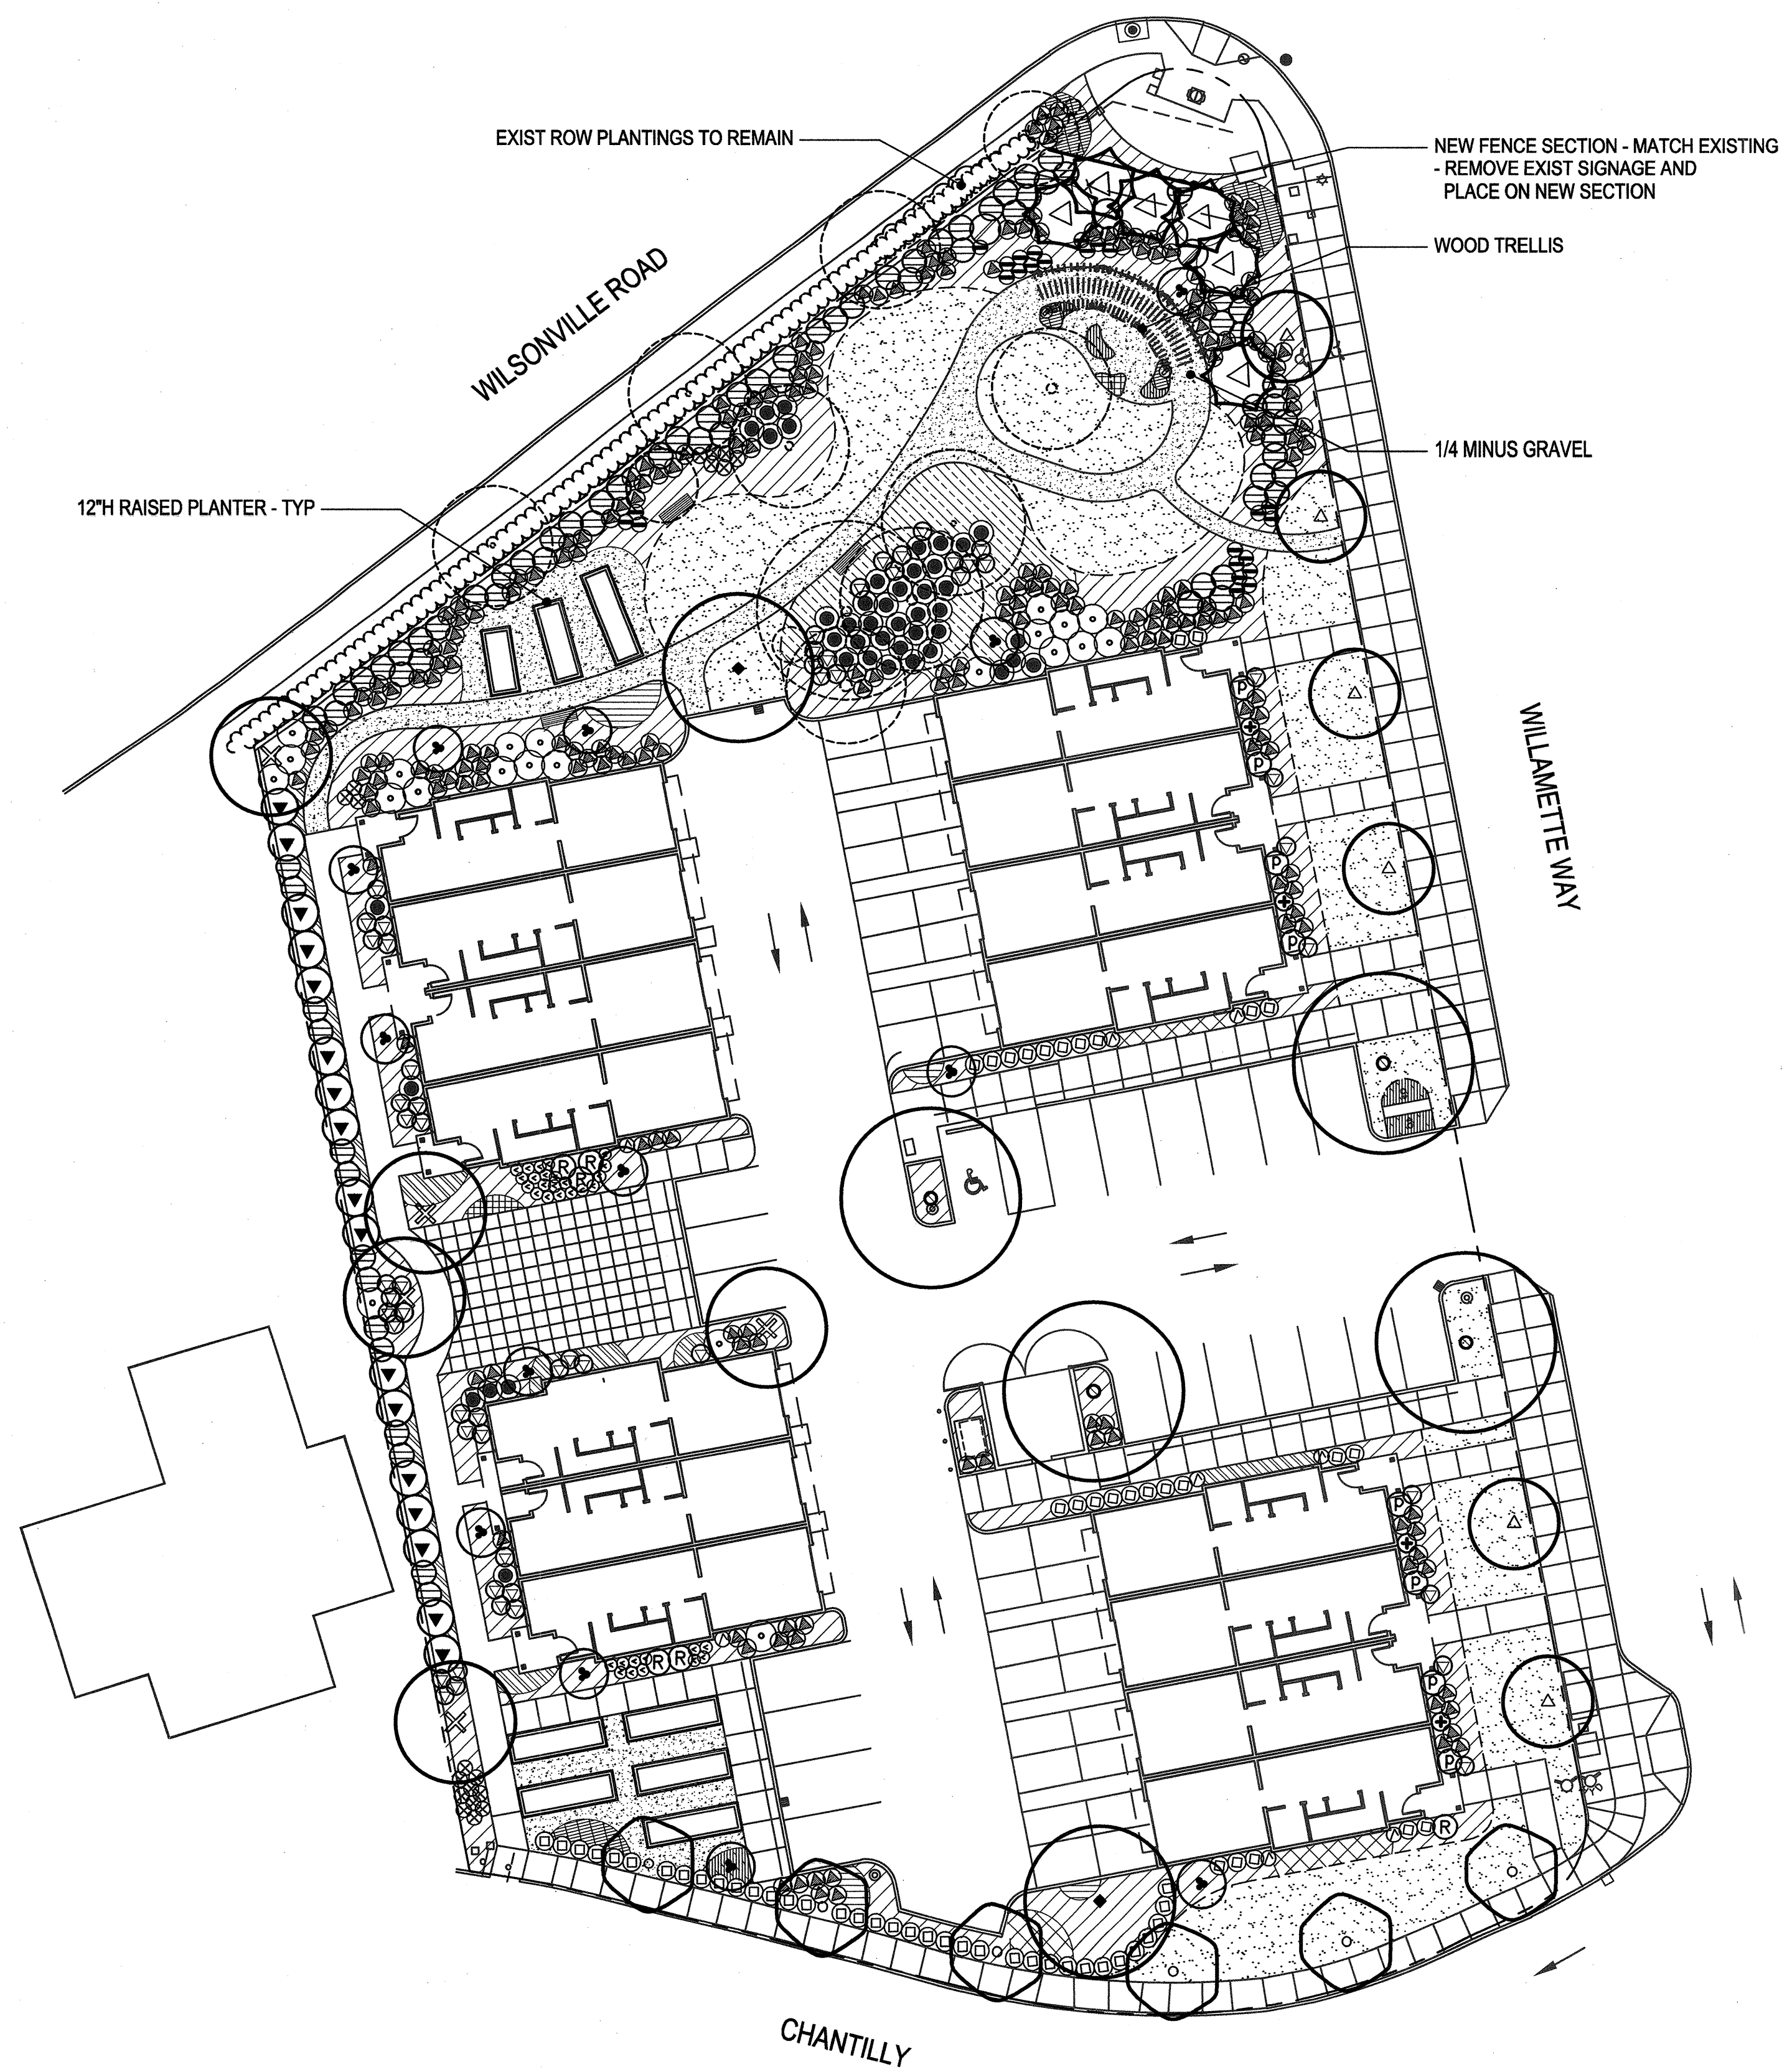 EXIST ROW PLANTINGS TO REMAIN
NEW FENCE SECTION - MATCH EXISTING
- REMOVE EXIST SIGNAGE AND
PLACE ON NEW SECTION
WOOD TRELLIS
WILSONVILLE ROAD
1/4 MINUS GRAVEL
12"H RAISED PLANTER - TYP
WILLAMETTE WAY
P
P
P
P
R
R
R
P
P
R
R
P
P
R
CHANTILLY